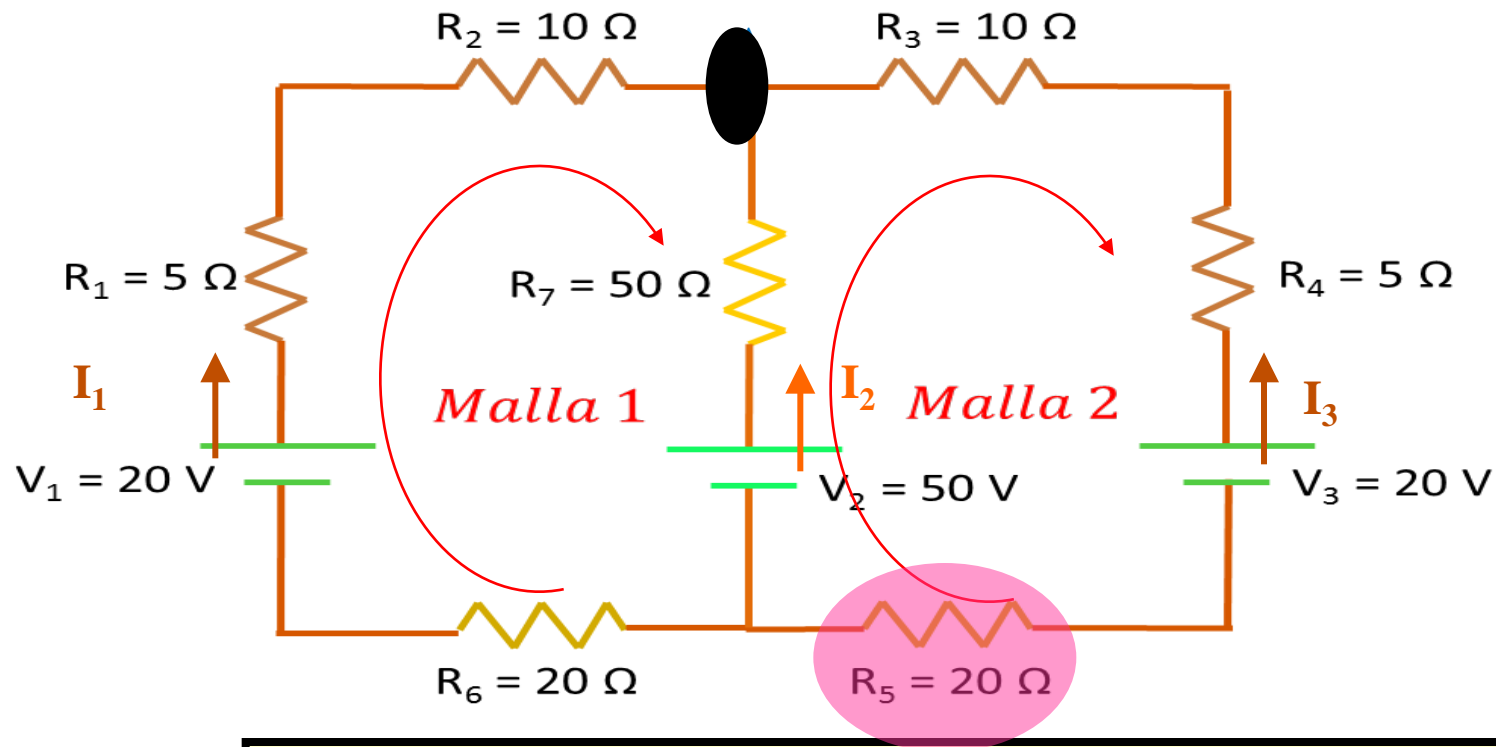 R₂ = 10 Ω
R₃ = 10 Ω
R₁ = 5 Ω
R₇ = 50 Ω
R₄ = 5 Ω
I₁
Malla 1
I₂
Malla 2
I₃
V₁ = 20 V
V₂ = 50 V
V₃ = 20 V
R₆ = 20 Ω
R₅ = 20 Ω